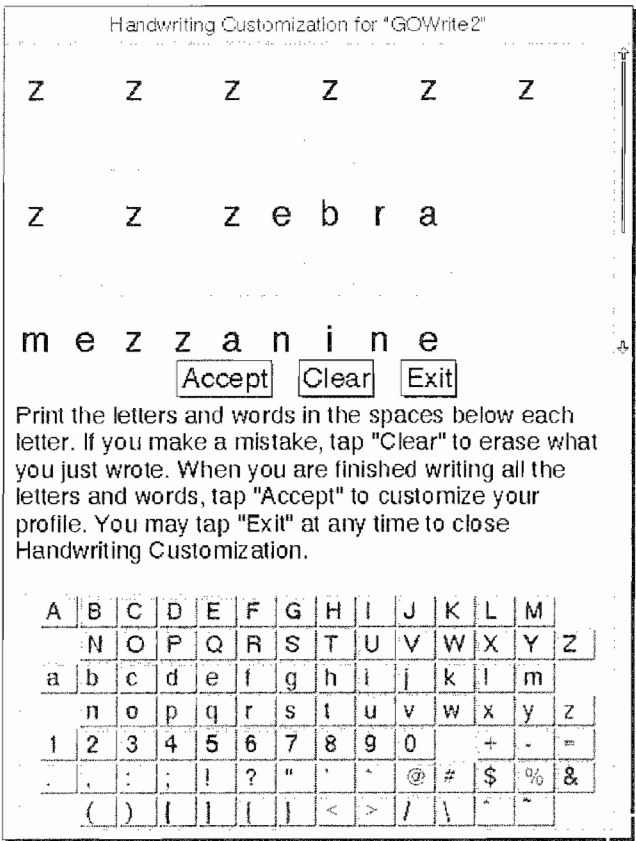 Handwriting Customization for "GOWrite2"
z z z z z z
z z z e b r a
m e z z a n i n e
Accept Clear Exit
Print the letters and words in the spaces below each
letter. If you make a mistake, tap "Clear" to erase what
you just wrote. When you are finished writing all the
letters and words, tap "Accept" to customize your
profile. You may tap "Exit" at any time to close
Handwriting Customization.
A B C D E F G H I J K L M
N O P Q R S T U V W X Y Z
a b c d e f g h i j k l m
n o p q r s t u v w x y z
1 2 3 4 5 6 7 8 9 0 + - =
. , : ; ! ? " ' @ # $ % &
( ) [ ] { } < > / \ ^ ~